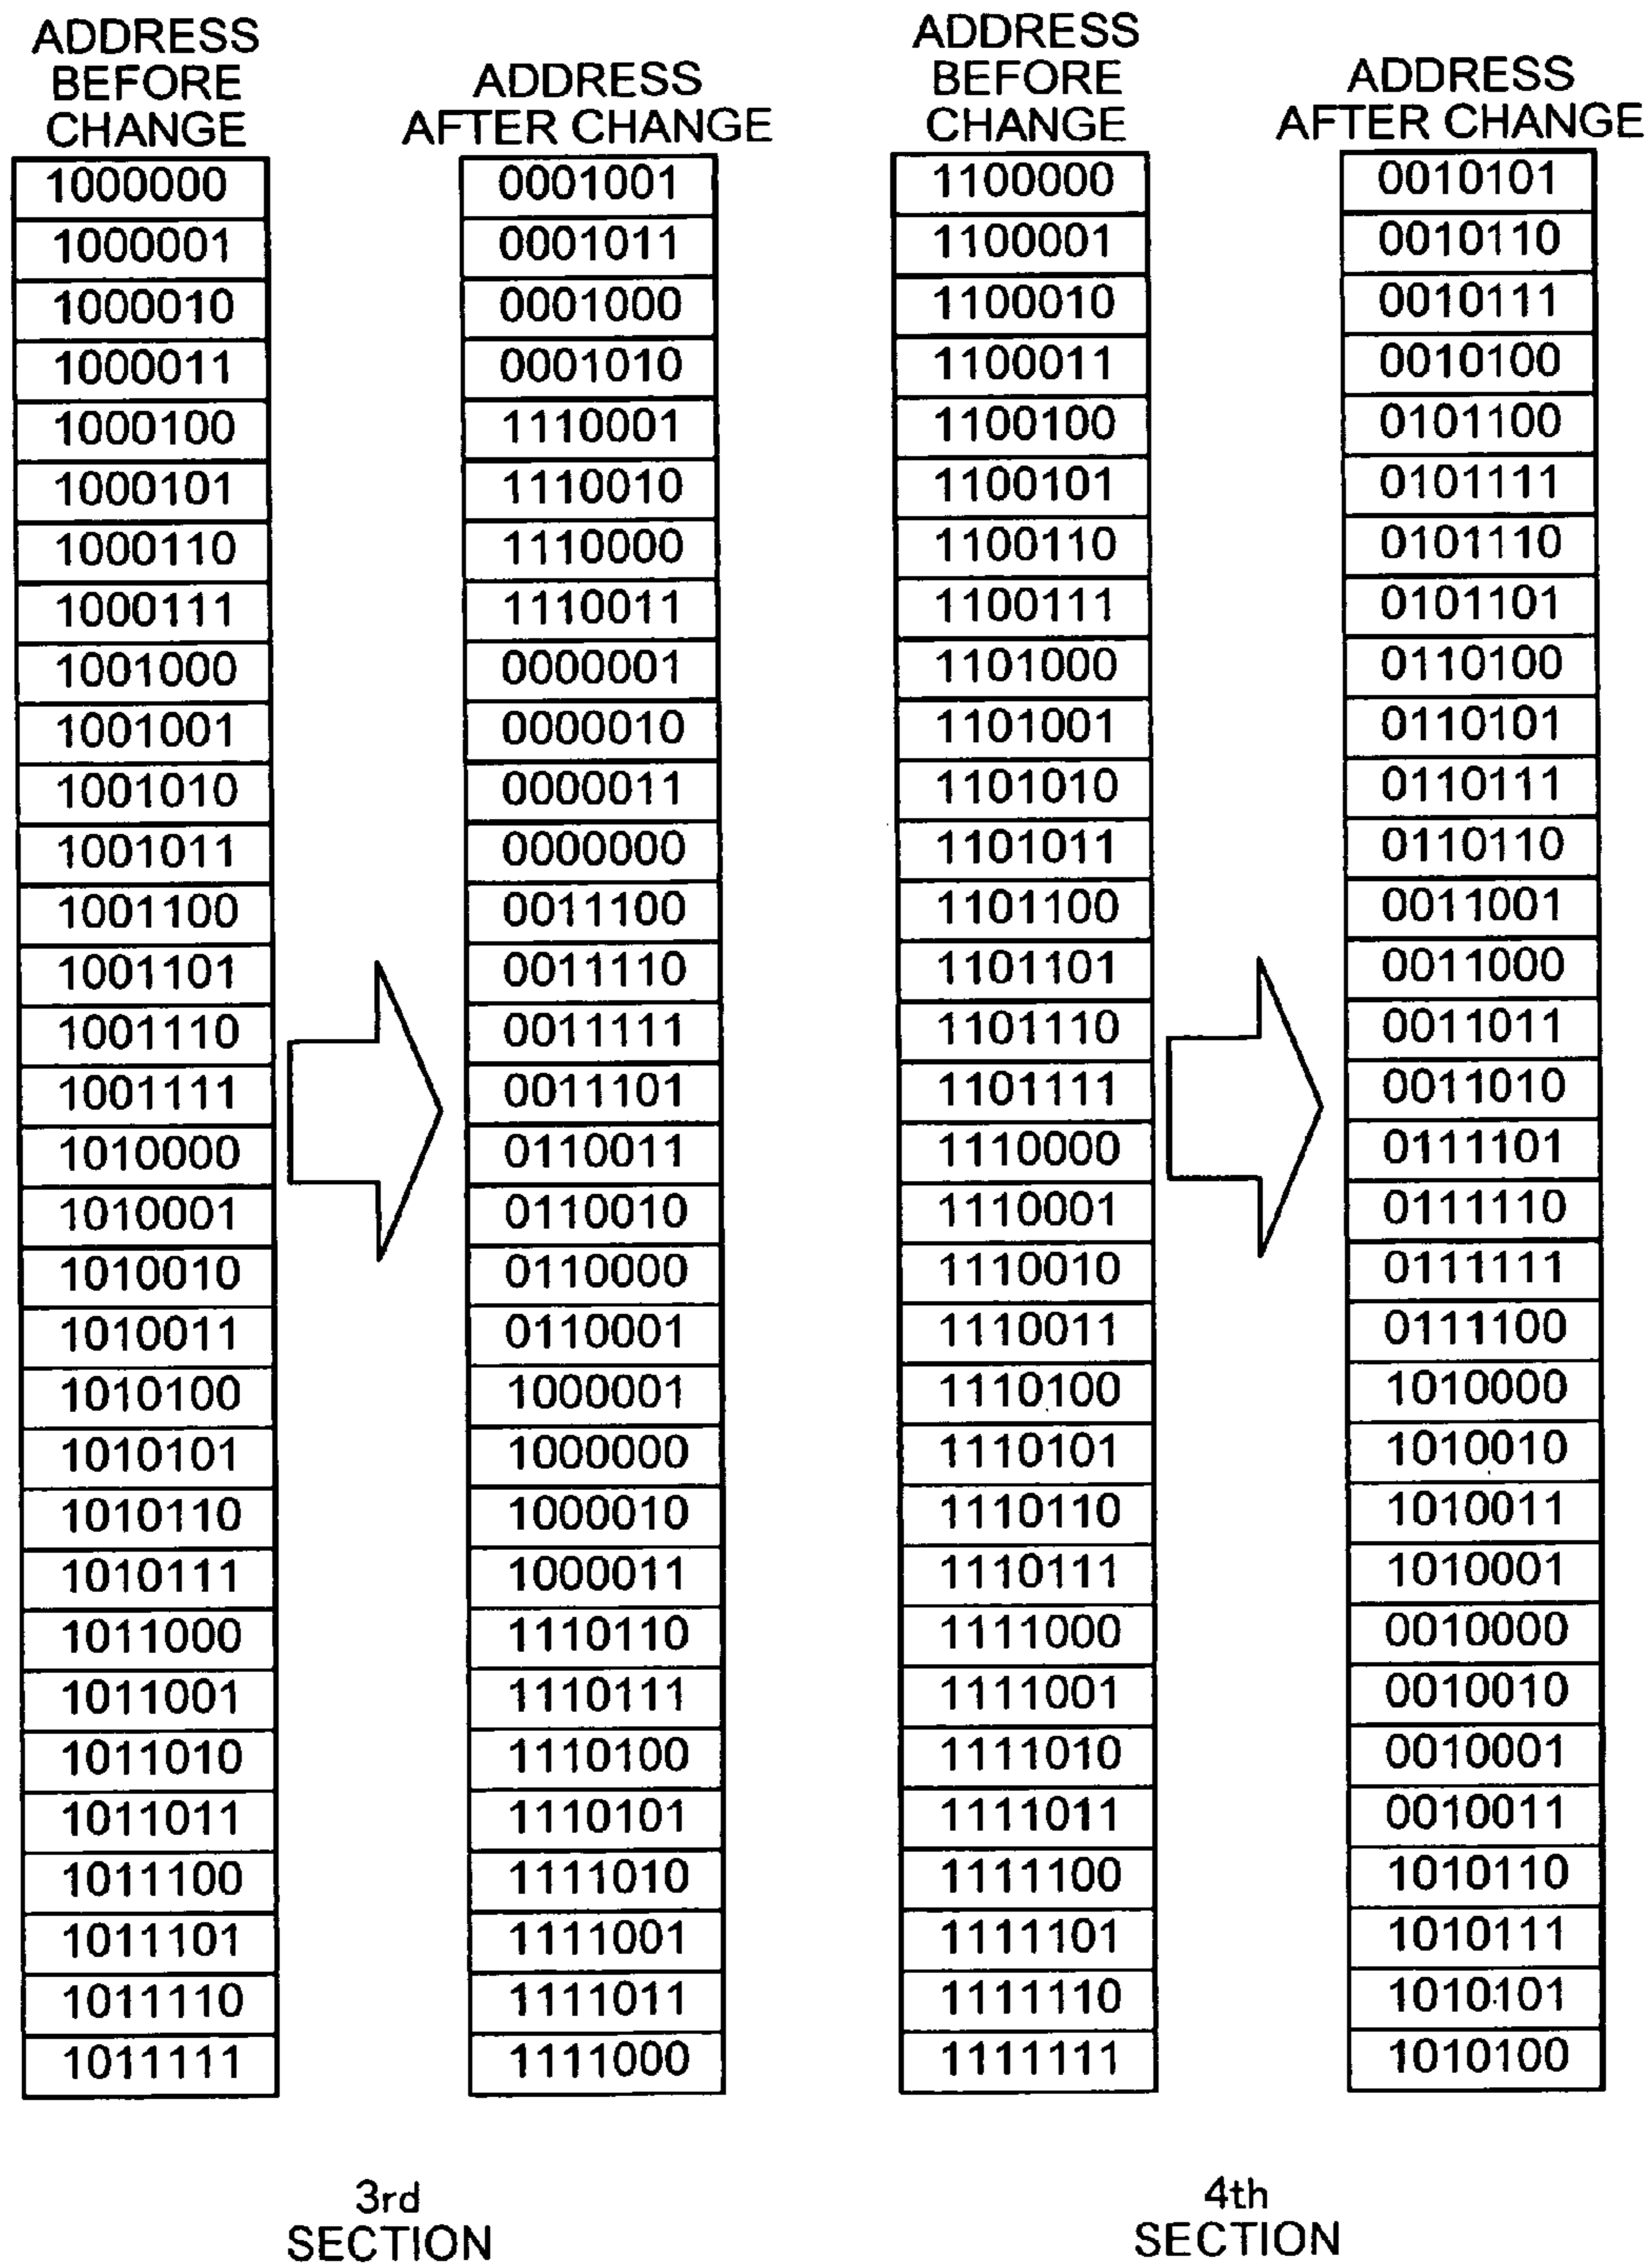 ADDRESS
BEFORE
CHANGE
ADDRESS
AFTER CHANGE
ADDRESS
BEFORE
CHANGE
ADDRESS
AFTER CHANGE
1000000 0001001 1100000 0010101
1000001 0001011 1100001 0010110
1000010 0001000 1100010 0010111
1000011 0001010 1100011 0010100
1000100 1110001 1100100 0101100
1000101 1110010 1100101 0101111
1000110 1110000 1100110 0101110
1000111 1110011 1100111 0101101
1001000 0000001 1101000 0110100
1001001 0000010 1101001 0110101
1001010 0000011 1101010 0110111
1001011 0000000 1101011 0110110
1001100 0011100 1101100 0011001
1001101 0011110 1101101 0011000
1001110 0011111 1101110 0011011
1001111 0011101 1101111 0011010
1010000 0110011 1110000 0111101
1010001 0110010 1110001 0111110
1010010 0110000 1110010 0111111
1010011 0110001 1110011 0111100
1010100 1000001 1110100 1010000
1010101 1000000 1110101 1010010
1010110 1000010 1110110 1010011
1010111 1000011 1110111 1010001
1011000 1110110 1111000 0010000
1011001 1110111 1111001 0010010
1011010 1110100 1111010 0010001
1011011 1110101 1111011 0010011
1011100 1111010 1111100 1010110
1011101 1111001 1111101 1010111
1011110 1111011 1111110 1010101
1011111 1111000 1111111 1010100
3rd
SECTION
4th
SECTION